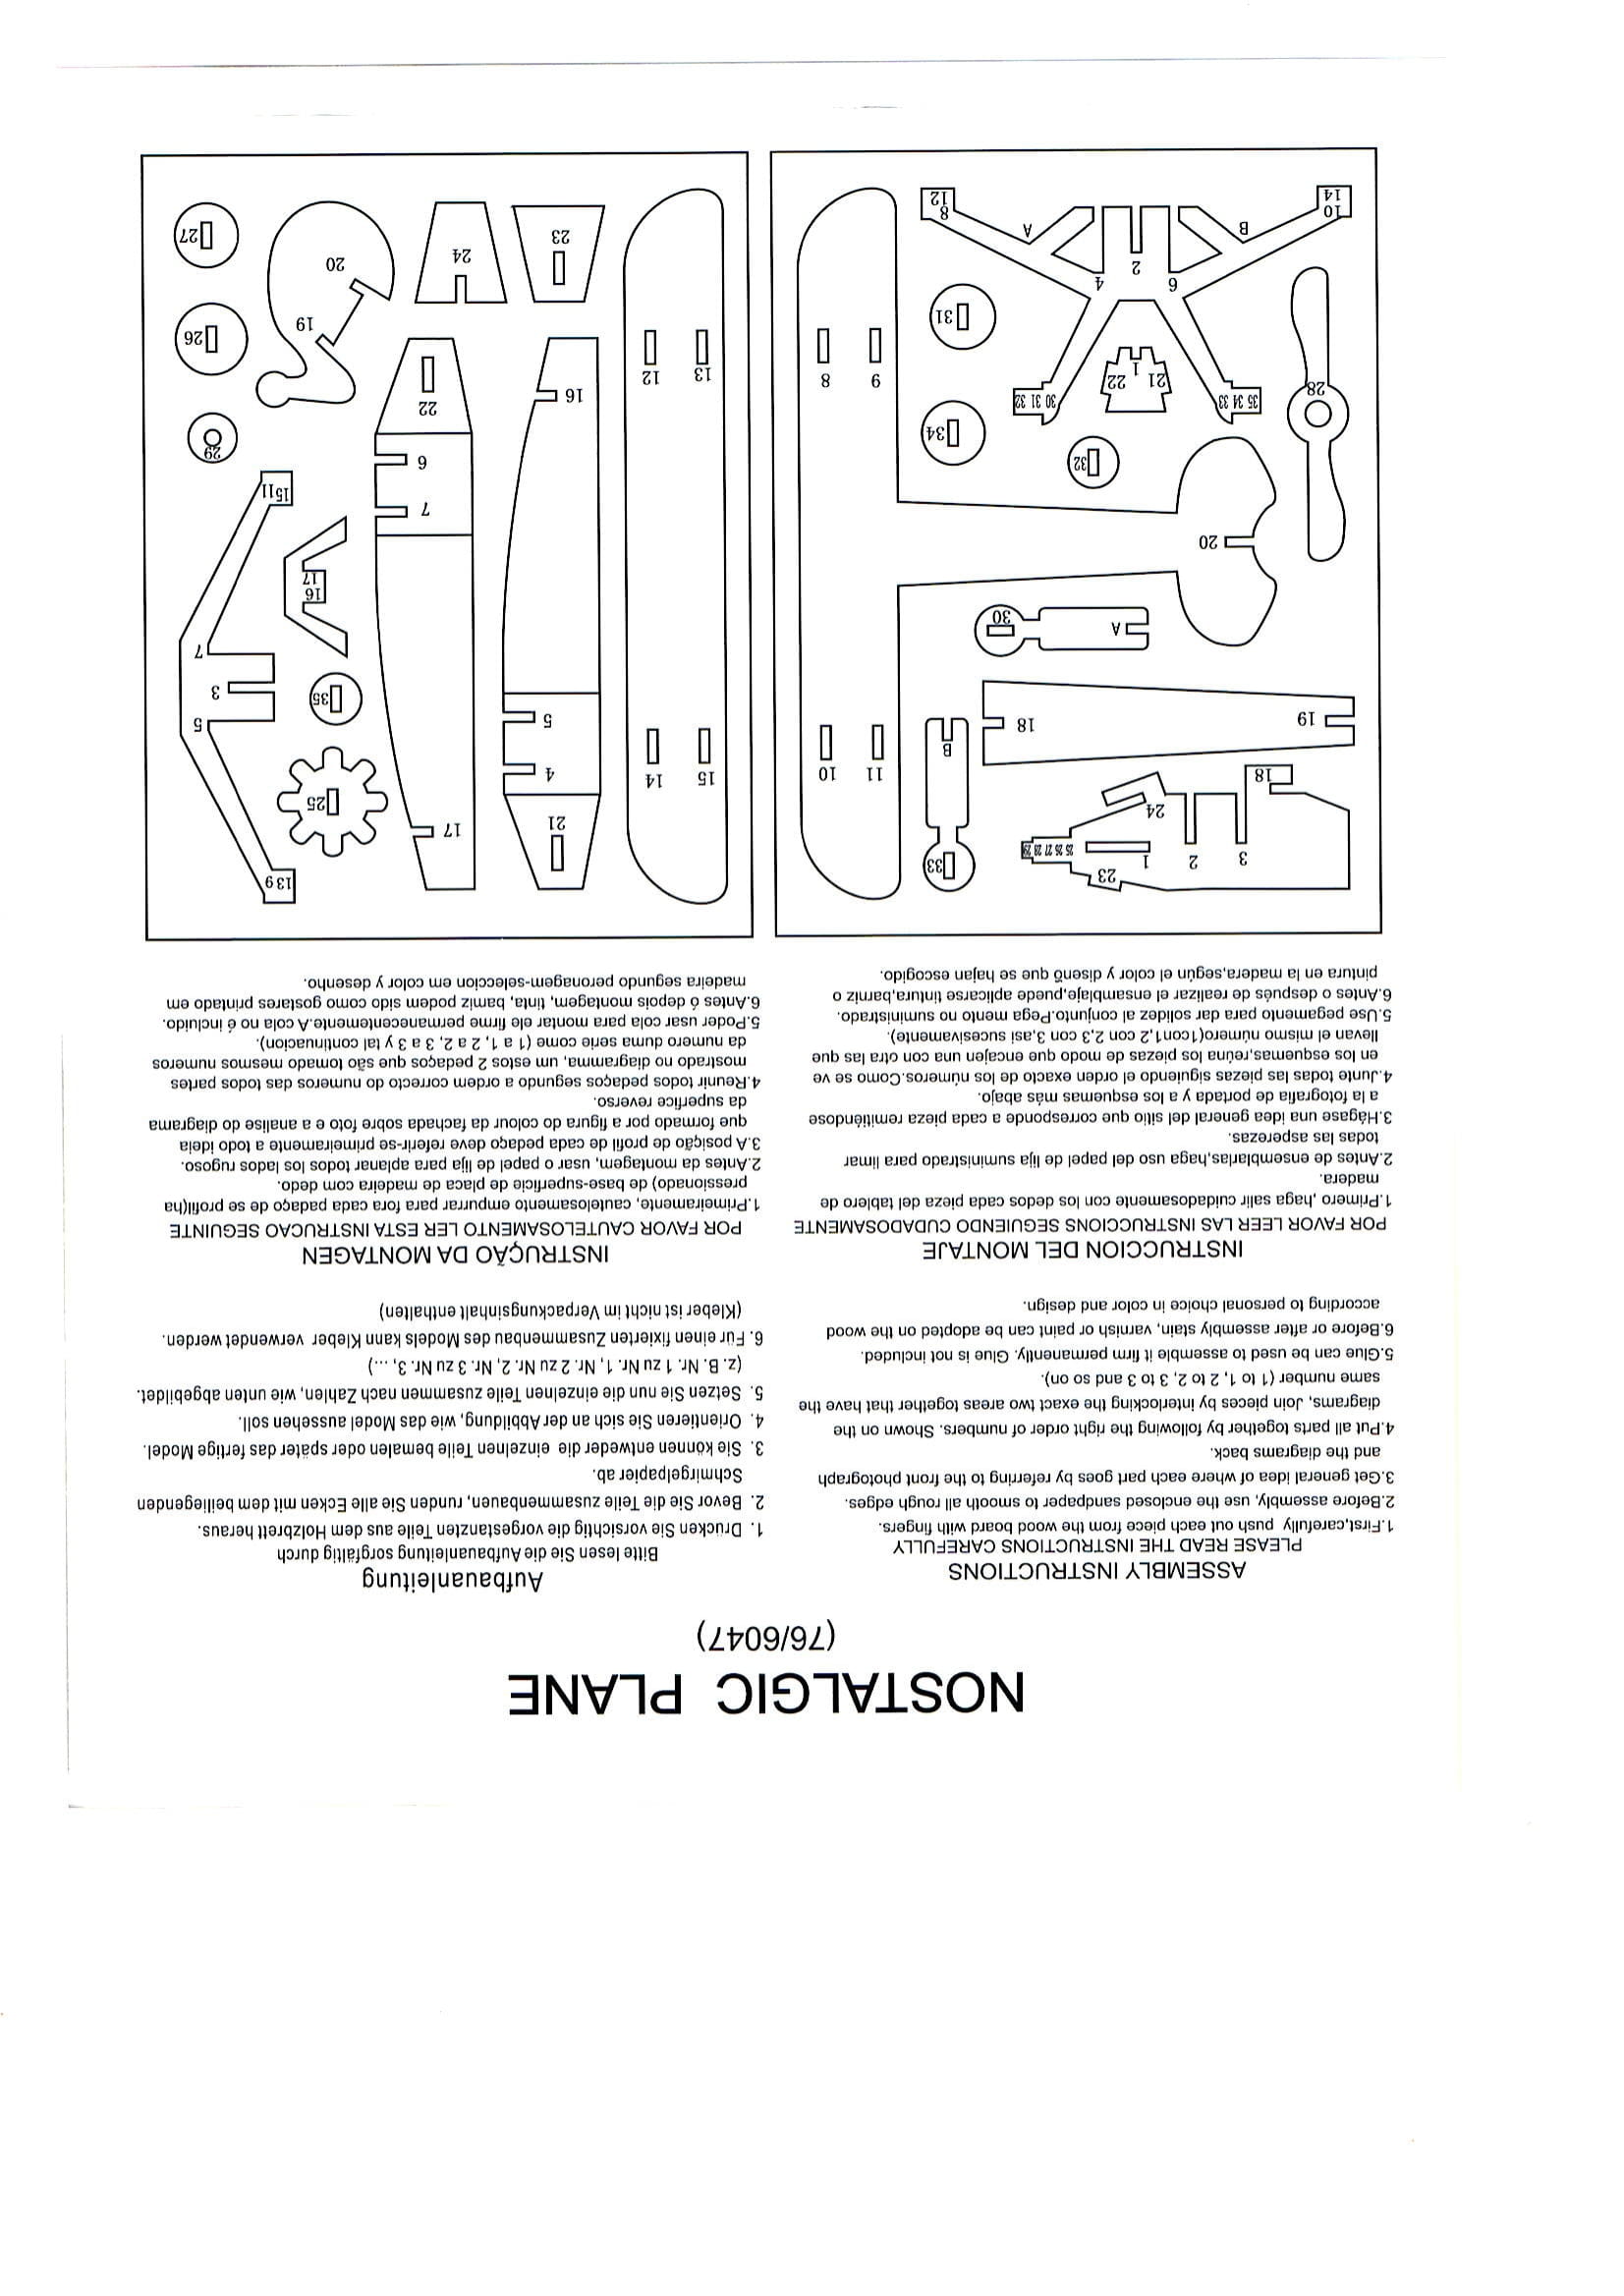 NOSTALGIC PLANE
(76/6047)
ASSEMBLY INSTRUCTIONS
PLEASE READ THE INSTRUCTIONS CAREFULLY
1.First,carefully push out each piece from the wood board with fingers.
2.Before assembly, use the enclosed sandpaper to smooth all rough edges.
3.Get general idea of where each part goes by referring to the front photograph
and the diagrams back.
4.Put all parts together by following the right order of numbers. Shown on the
diagrams, Join pieces by interlocking the exact two areas together that have the
same number (1 to 1, 2 to 2, 3 to 3 and so on).
5.Glue can be used to assemble it firm permanently. Glue is not included.
6.Before or after assembly stain, varnish or paint can be adopted on the wood
according to personal choice in color and design.
Aufbauanleitung
Bitte lesen Sie die Aufbauanleitung sorgfältig durch
1. Drücken Sie vorsichtig die vorgestanzten Teile aus dem Holzbrett heraus.
2. Bevor Sie die Teile zusammenbauen, runden Sie alle Ecken mit dem beiliegenden
Schmirgelpapier ab.
3. Sie können entweder die einzelnen Teile bemalen oder später das fertige Model.
4. Orientieren Sie sich an der Abbildung, wie das Model aussehen soll.
5. Setzen Sie nun die einzelnen Teile zusammen nach Zahlen, wie unten abgebildet.
(z. B. Nr. 1 zu Nr. 1, Nr. 2 zu Nr. 2, Nr. 3 zu Nr. 3, ...)
6. Für einen fixierten Zusammenbau des Models kann Kleber verwendet werden.
(Kleber ist nicht im Verpackungsinhalt enthalten)
INSTRUCCION DEL MONTAJE
POR FAVOR LEER LAS INSTRUCCIONS SEGUIENDO CUDADOSAMENTE
1.Primero ,haga salir cuidadosamente con los dedos cada pieza del tablero de
madera.
2.Antes de ensemblarlas,haga uso del papel de lija suministrado para limar
todas las asperezas.
3.Hágase una idea general del sitio que corresponde a cada pieza remitiéndose
a la fotografia de portada y a los esquemas más abajo.
4.Junte todas las piezas siguiendo el orden exacto de los números.Como se ve
en los esquemas,reúna los piezas de modo que encajen una con otra las que
llevan el mismo número(1con1,2 con 2,3 con 3,asi sucesivamente).
5.Use pegamento para dar solidez al conjunto.Pega mento no suministrado.
6.Antes o después de realizar el ensamblaje,puede aplicarse tintura,barniz o
pintura en la madera,según el color y diseño que se hajan escogido.
INSTRUÇÃO DA MONTAGEN
POR FAVOR CAUTELOSAMENTO LER ESTA INSTRUCAO SEGUINTE
1.Primeiramente, cautelosamento empurrar para fora cada padaço de se profil(ha
pressionado) de base-superficie de placa de madeira com dedo.
2.Antes da montagem, usar o papel de lija para aplanar todos los lados rugoso.
3.A posição de profil de cada pedaço deve referir-se primeiramente a todo ideia
que formado por a figura do colour da fachada sobre foto e a analise do diagrama
da superfice reverso.
4.Reunir todos pedaços segundo a ordem correcto do numeros das todos partes
mostrado no diagramma, um estos 2 pedaços que são tomado mesmos numeros
da numero duma serie come (1 a 1, 2 a 2, 3 a 3 y tal continuacion).
5.Poder usar cola para montar ele firme permanecentemente.A cola no é incluido.
6.Antes ó depois montagem, tinta, barniz podem sido como gostares printado em
madeira segundo peronagem-seleccion em color y desenho.
23
3 2 1
25 26 27 28 29
33
24
18
B
11 10
19 18
A 30
20
32
34
35 34 33
30 31 32
28
21 22
1
31
9 8
6 4
2
B A
10
14
8
12
13 9
17
21
25
4
15 14
35
5
5
3
7
16
17
7
6
15 11
29
22
16
13 12
26
19
20
24
23
27